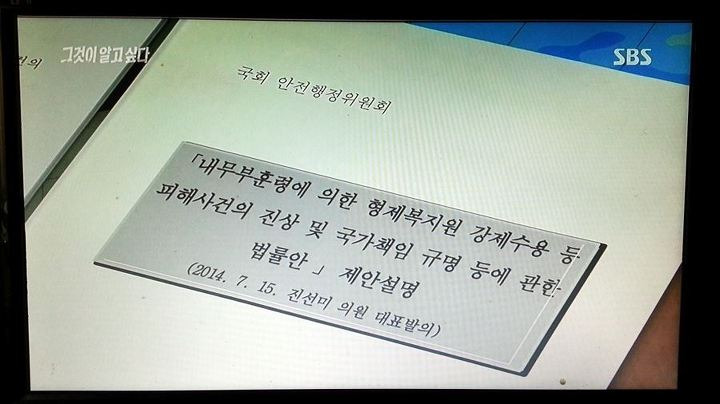 그것이 알고 싶다
SBS
건의
국회 안전행정위원회
「내무부훈령에 의한 형제복지원 강제수용 등
피해사건의 진상 및 국가책임 규명 등에 관한
법률안」 제안설명
(2014. 7. 15. 진선미 의원 대표발의)